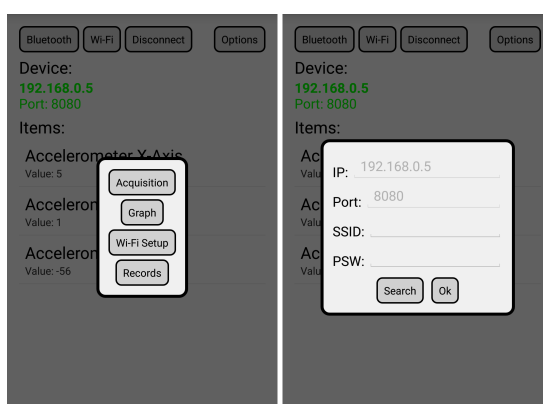 Bluetooth Wi-Fi Disconnect Options
Device:
192.168.0.5
Port: 8080
Items:
Accelerometer X-Axis
Value: 5
Acceleron
Value: 1
Acceleron
Value: -56
Acquisition
Graph
Wi-Fi Setup
Records
Bluetooth Wi-Fi Disconnect Options
Device:
192.168.0.5
Port: 8080
Items:
Ac
Valu
Ac
Valu
Ac
Valu
IP: 192.168.0.5
Port: 8080
SSID:
PSW:
Search Ok